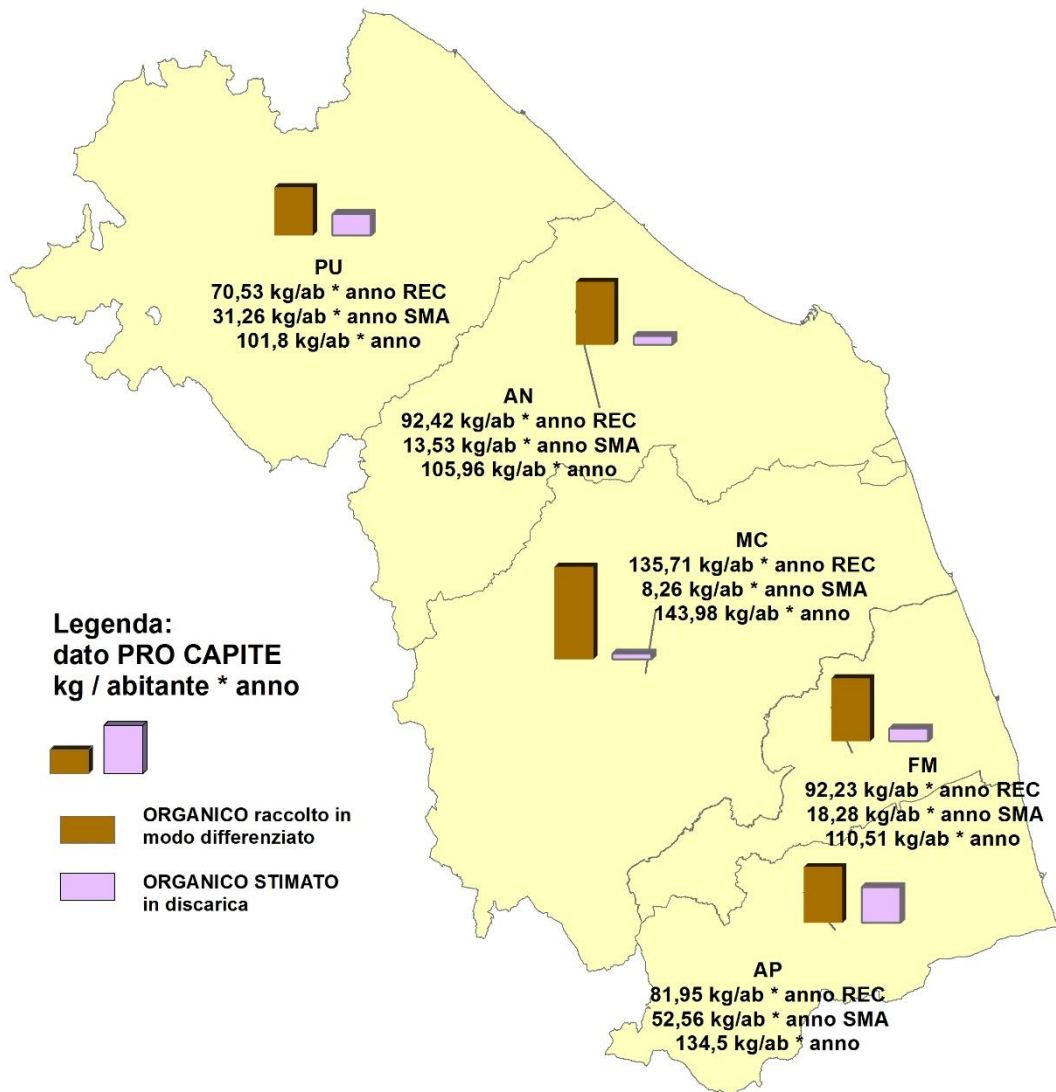 PU
70,53 kg/ab * anno REC
31,26 kg/ab * anno SMA
101,8 kg/ab * anno
AN
92,42 kg/ab * anno REC
13,53 kg/ab * anno SMA
105,96 kg/ab * anno
MC
135,71 kg/ab * anno REC
8,26 kg/ab * anno SMA
143,98 kg/ab * anno
Legenda:
dato PRO CAPITE
kg / abitante * anno
ORGANICO raccolto in
modo differenziato
ORGANICO STIMATO
in discarica
FM
92,23 kg/ab * anno REC
18,28 kg/ab * anno SMA
110,51 kg/ab * anno
AP
81,95 kg/ab * anno REC
52,56 kg/ab * anno SMA
134,5 kg/ab * anno